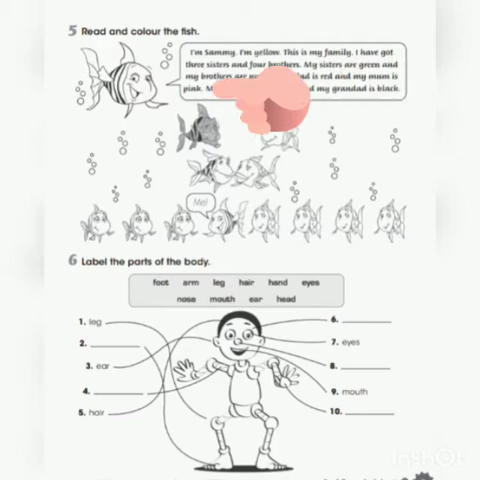 5 Read and colour the fish.
I'm Sammy. I'm yellow. This is my family. I have got
three sisters and four brothers. My sisters are green and
my brothers are is red and my mum is
pink. my grandad is black.
Me!
6 Label the parts of the body.
foot arm leg hair hand eyes
nose mouth ear head
1. leg
2.
3. ear
4.
5. hair
6.
7. eyes
8.
9. mouth
10.